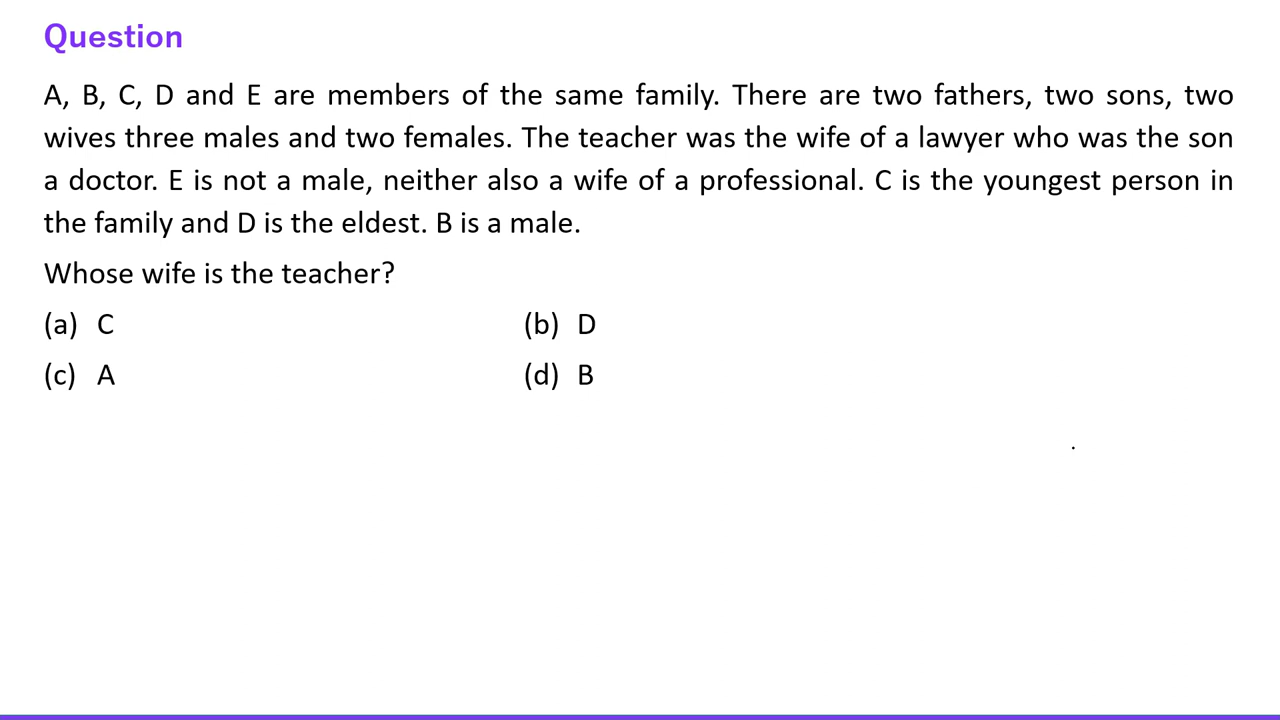 Question
A, B, C, D and E are members of the same family. There are two fathers, two sons, two
wives three males and two females. The teacher was the wife of a lawyer who was the son
a doctor. E is not a male, neither also a wife of a professional. C is the youngest person in
the family and D is the eldest. B is a male.
Whose wife is the teacher?
(a) C (b) D
(c) A (d) B